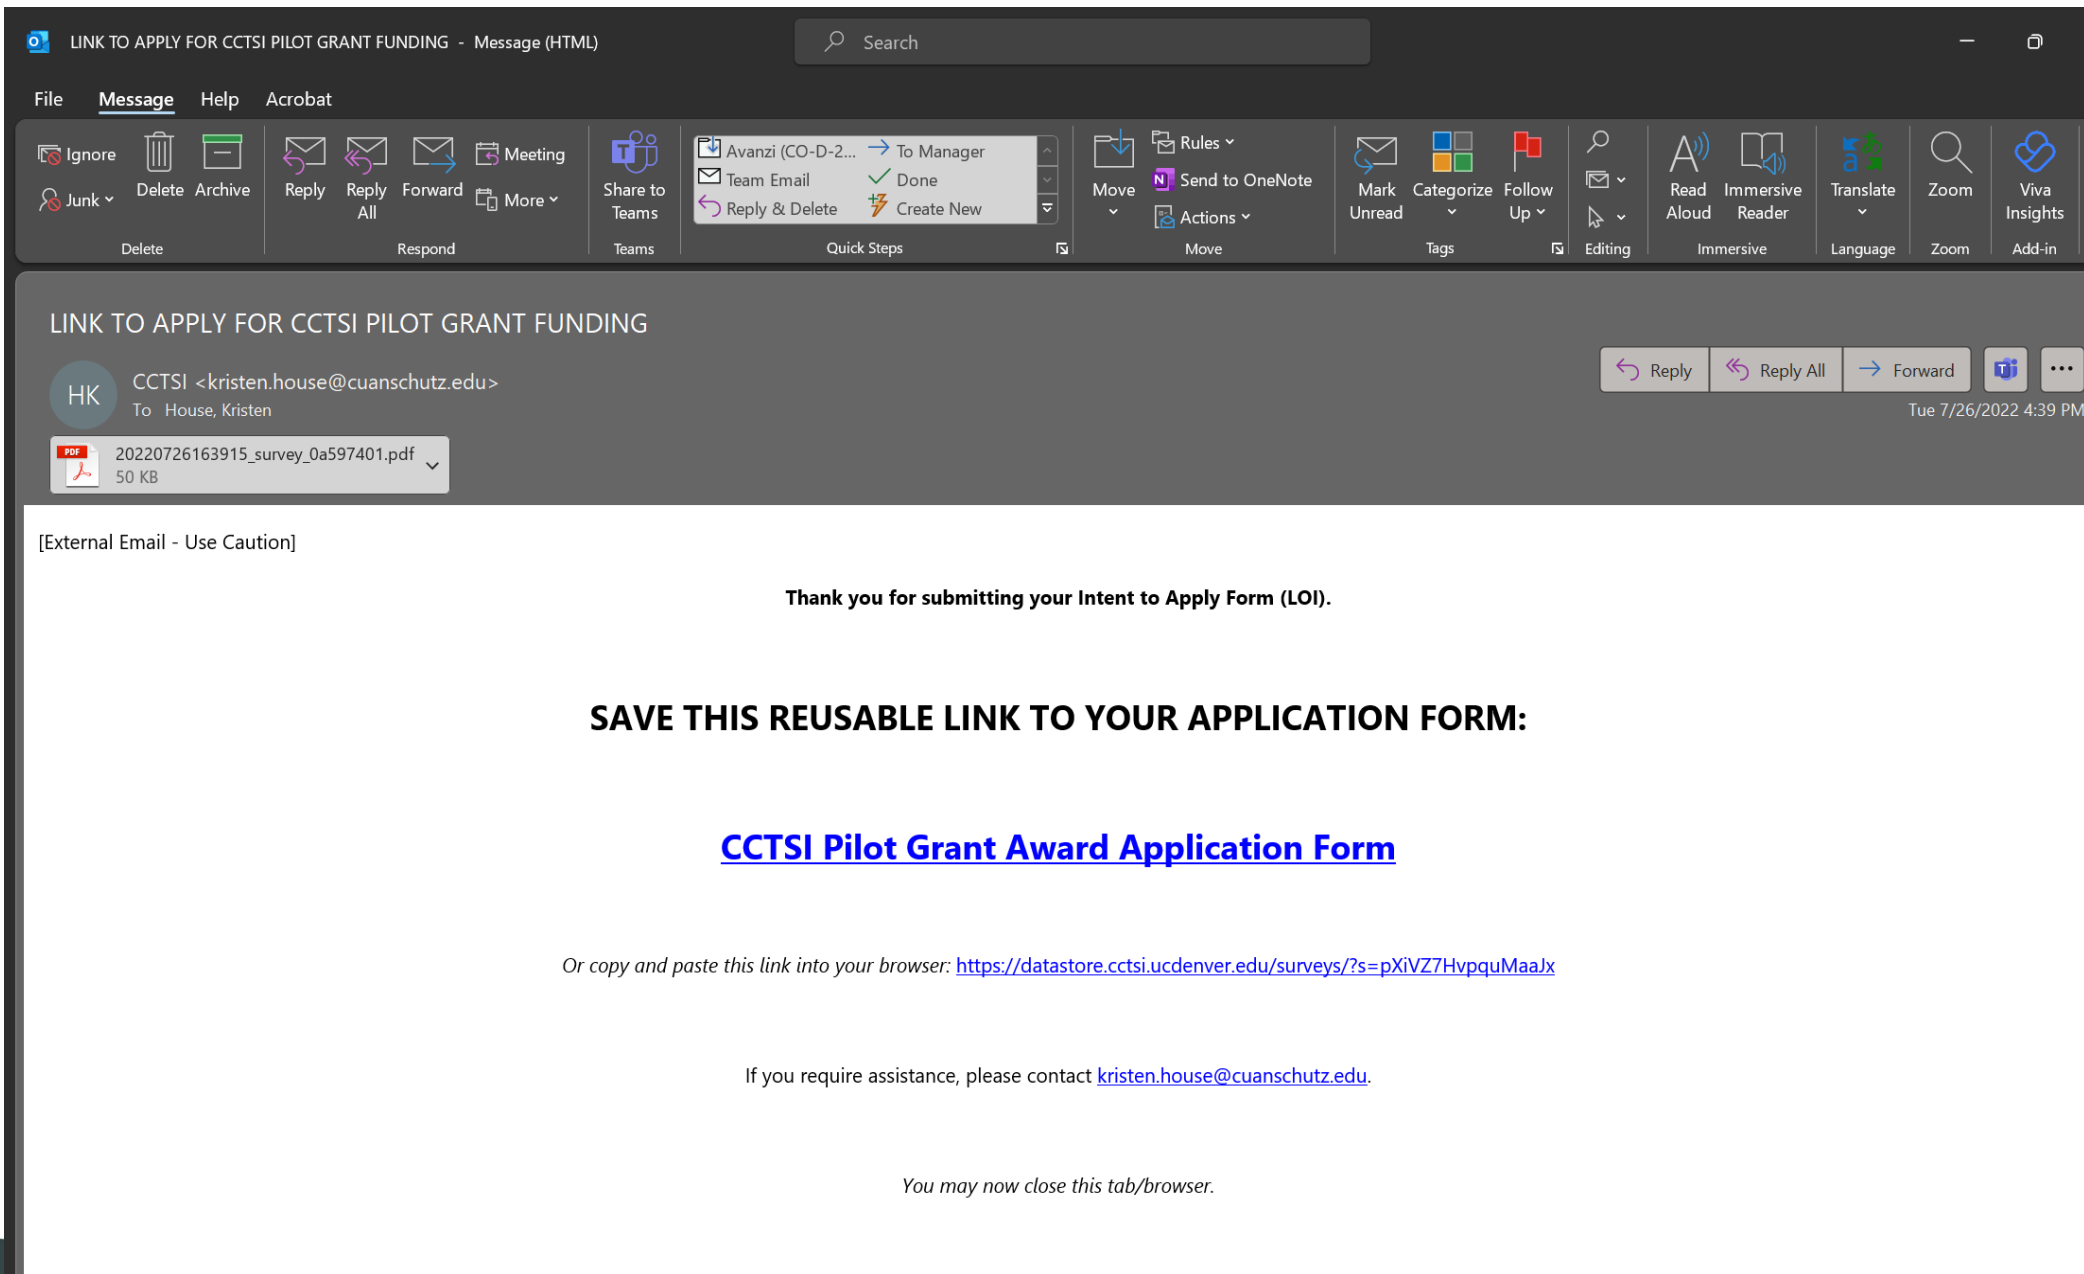 LINK TO APPLY FOR CCTSI PILOT GRANT FUNDING - Message (HTML)
Search
File Message Help Acrobat
Ignore
Junk
Delete
Archive
Delete
Reply
Reply All
Forward
Meeting
More
Respond
Share to Teams
Teams
Avanzi (CO-D-2... To Manager
Team Email Done
Reply & Delete Create New
Quick Steps
Move
Rules
Send to OneNote
Actions
Move
Mark Unread
Categorize
Follow Up
Tags
Editing
Read Aloud
Immersive Reader
Immersive
Translate
Language
Zoom
Zoom
Viva Insights
Add-in
LINK TO APPLY FOR CCTSI PILOT GRANT FUNDING
HK
CCTSI <kristen.house@cuanschutz.edu>
To House, Kristen
Reply Reply All Forward
Tue 7/26/2022 4:39 PM
PDF
20220726163915_survey_0a597401.pdf
50 KB
[External Email - Use Caution]
Thank you for submitting your Intent to Apply Form (LOI).
SAVE THIS REUSABLE LINK TO YOUR APPLICATION FORM:
CCTSI Pilot Grant Award Application Form
Or copy and paste this link into your browser: https://datastore.cctsi.ucdenver.edu/surveys/?s=pXiVZ7HvpquMaaJx
If you require assistance, please contact kristen.house@cuanschutz.edu.
You may now close this tab/browser.